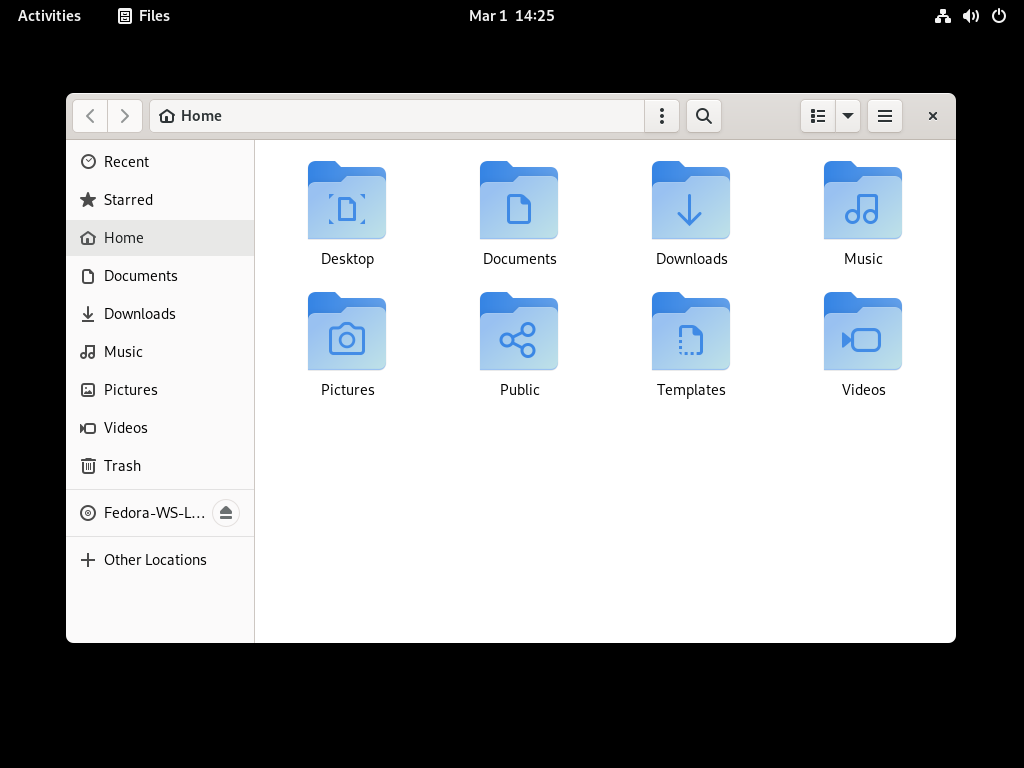 Activities
Files
Mar 1 14:25
Home
Recent
Starred
Home
Documents
Downloads
Music
Pictures
Videos
Trash
Fedora-WS-L...
Other Locations
Desktop
Documents
Downloads
Music
Pictures
Public
Templates
Videos